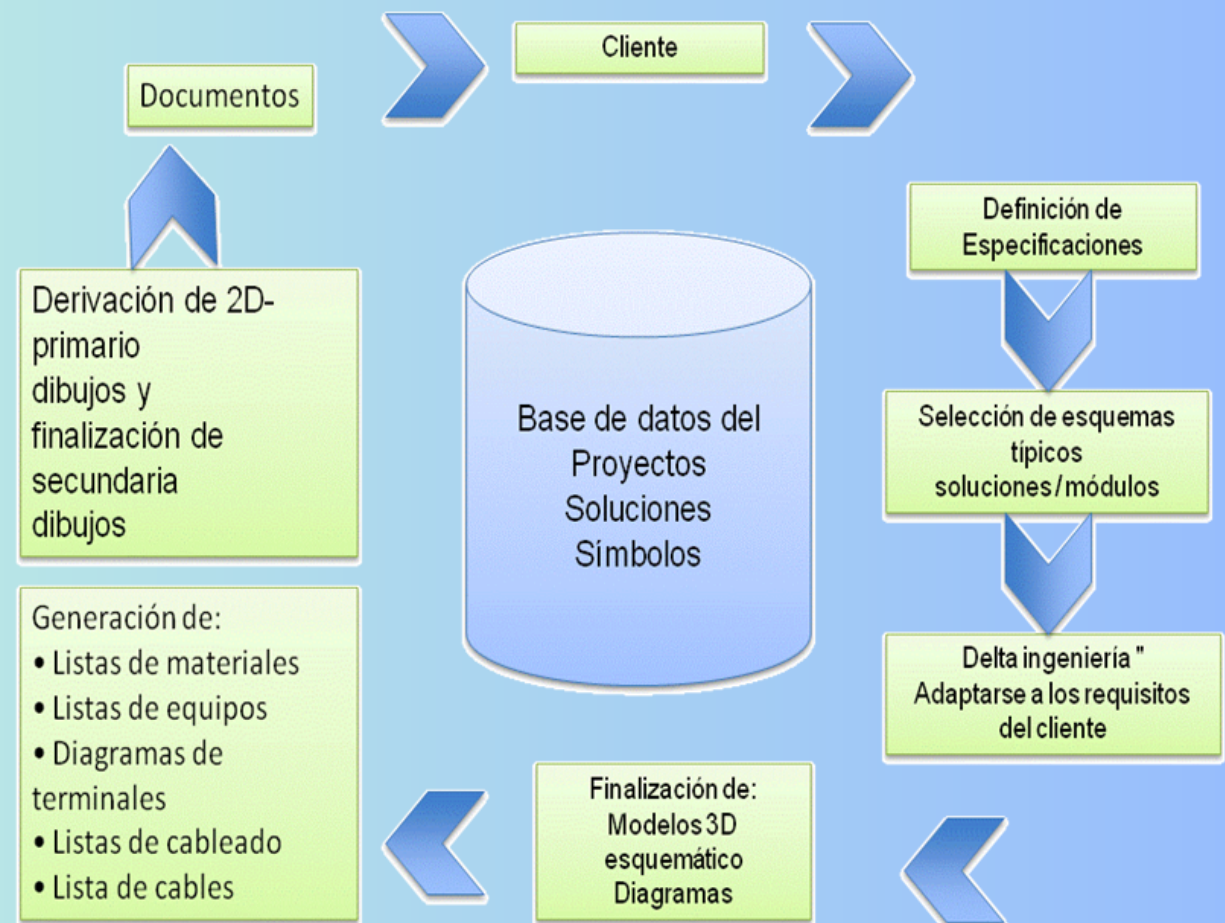 Cliente
Documentos
Definición de
Especificaciones
Derivación de 2D-
primario
dibujos y
finalización de
secundaria
dibujos
Base de datos del
Proyectos
Soluciones
Símbolos
Selección de esquemas
típicos
soluciones/módulos
Generación de:
• Listas de materiales
• Listas de equipos
• Diagramas de
terminales
• Listas de cableado
• Lista de cables
Delta ingeniería "
Adaptarse a los requisitos
del cliente
Finalización de:
Modelos 3D
esquemático
Diagramas